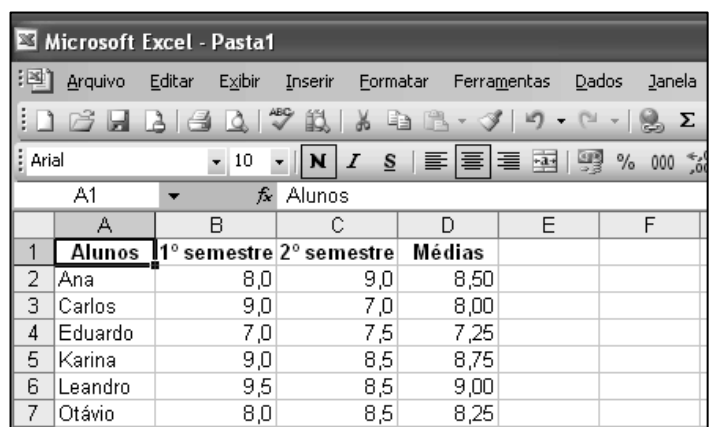 Microsoft Excel - Pasta1
Arquivo Editar Exibir Inserir Formatar Ferramentas Dados Janela
ABC Σ
Arial 10 N I S % 000
A1 fx Alunos
A B C D E F
1 Alunos 1º semestre 2º semestre Médias
2 Ana 8,0 9,0 8,50
3 Carlos 9,0 7,0 8,00
4 Eduardo 7,0 7,5 7,25
5 Karina 9,0 8,5 8,75
6 Leandro 9,5 8,5 9,00
7 Otávio 8,0 8,5 8,25